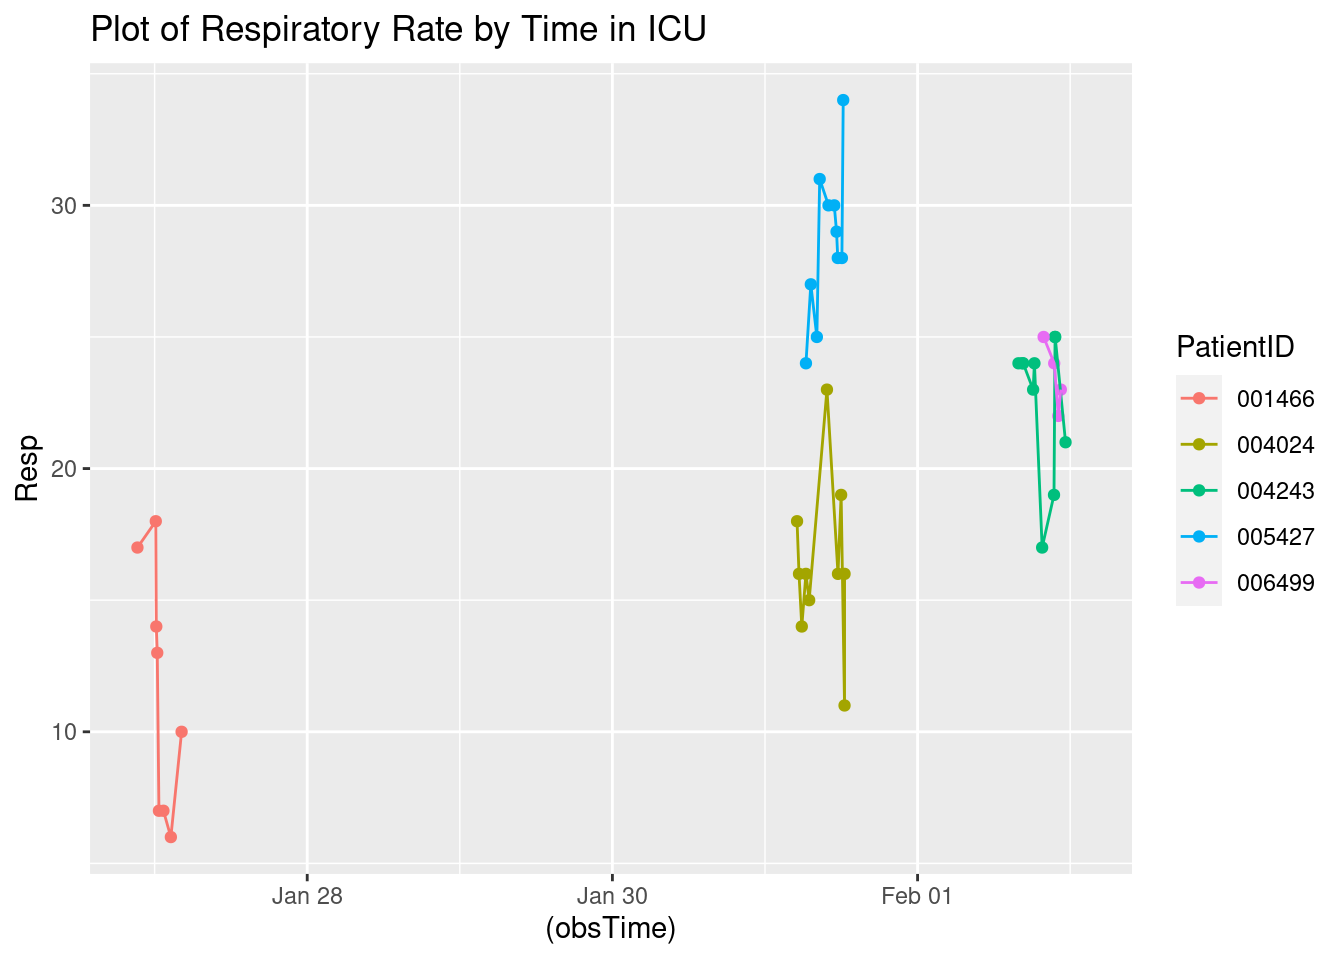 Plot of Respiratory Rate by Time in ICU
30
20
10
Resp
Jan 28
Jan 30
Feb 01
(obsTime)
PatientID
001466
004024
004243
005427
006499